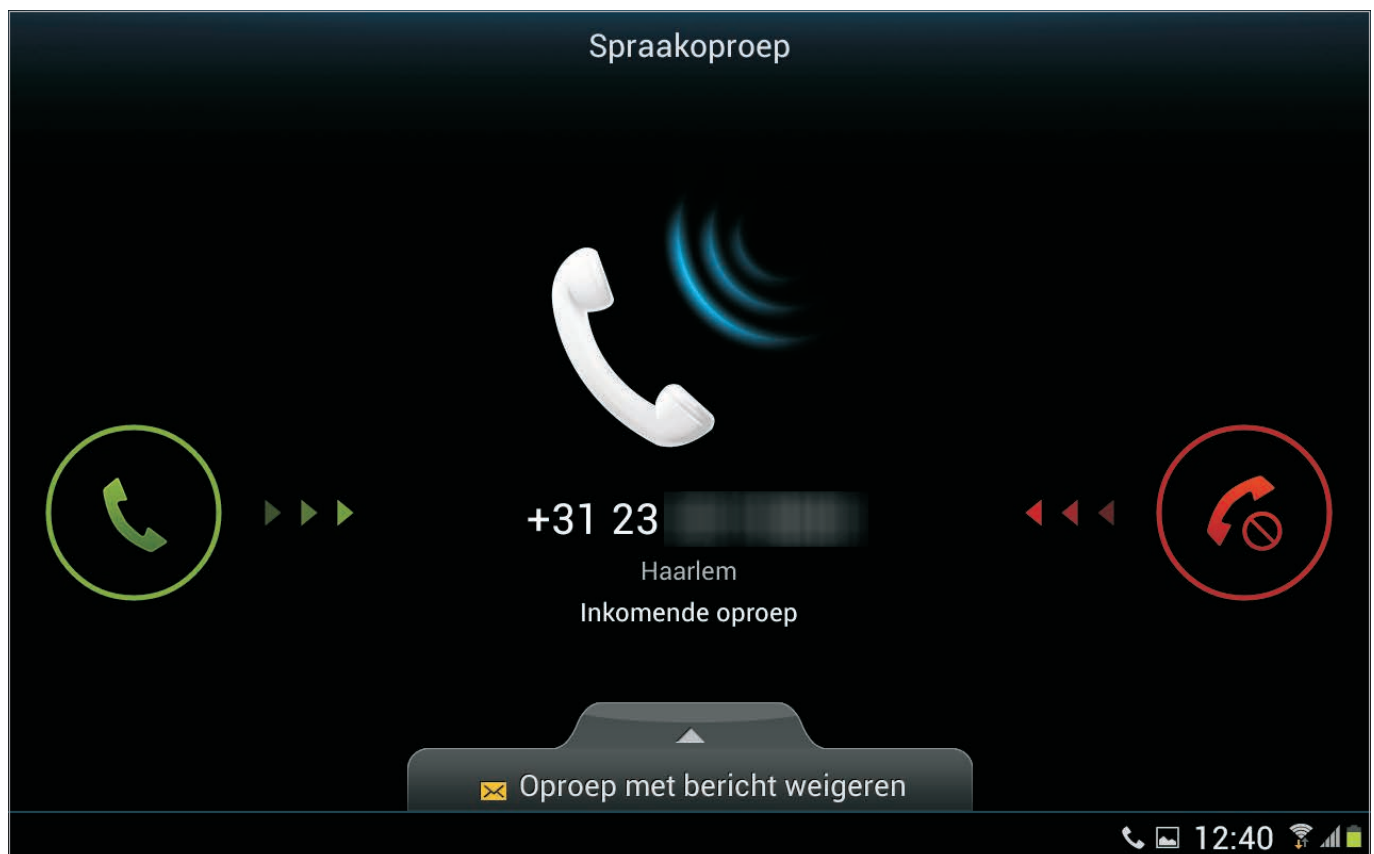 Spraakoproep
+31 23
Haarlem
Inkomende oproep
Oproep met bericht weigeren
12:40